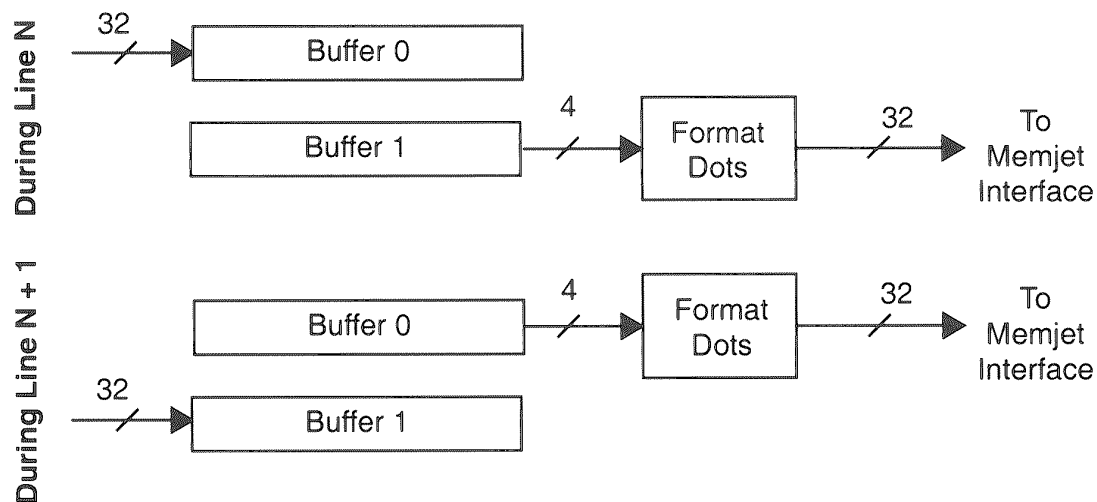 During Line N
32
Buffer 0
Buffer 1
4
Format
Dots
32
To
Memjet
Interface
During Line N + 1
Buffer 0
4
Format
Dots
32
To
Memjet
Interface
32
Buffer 1